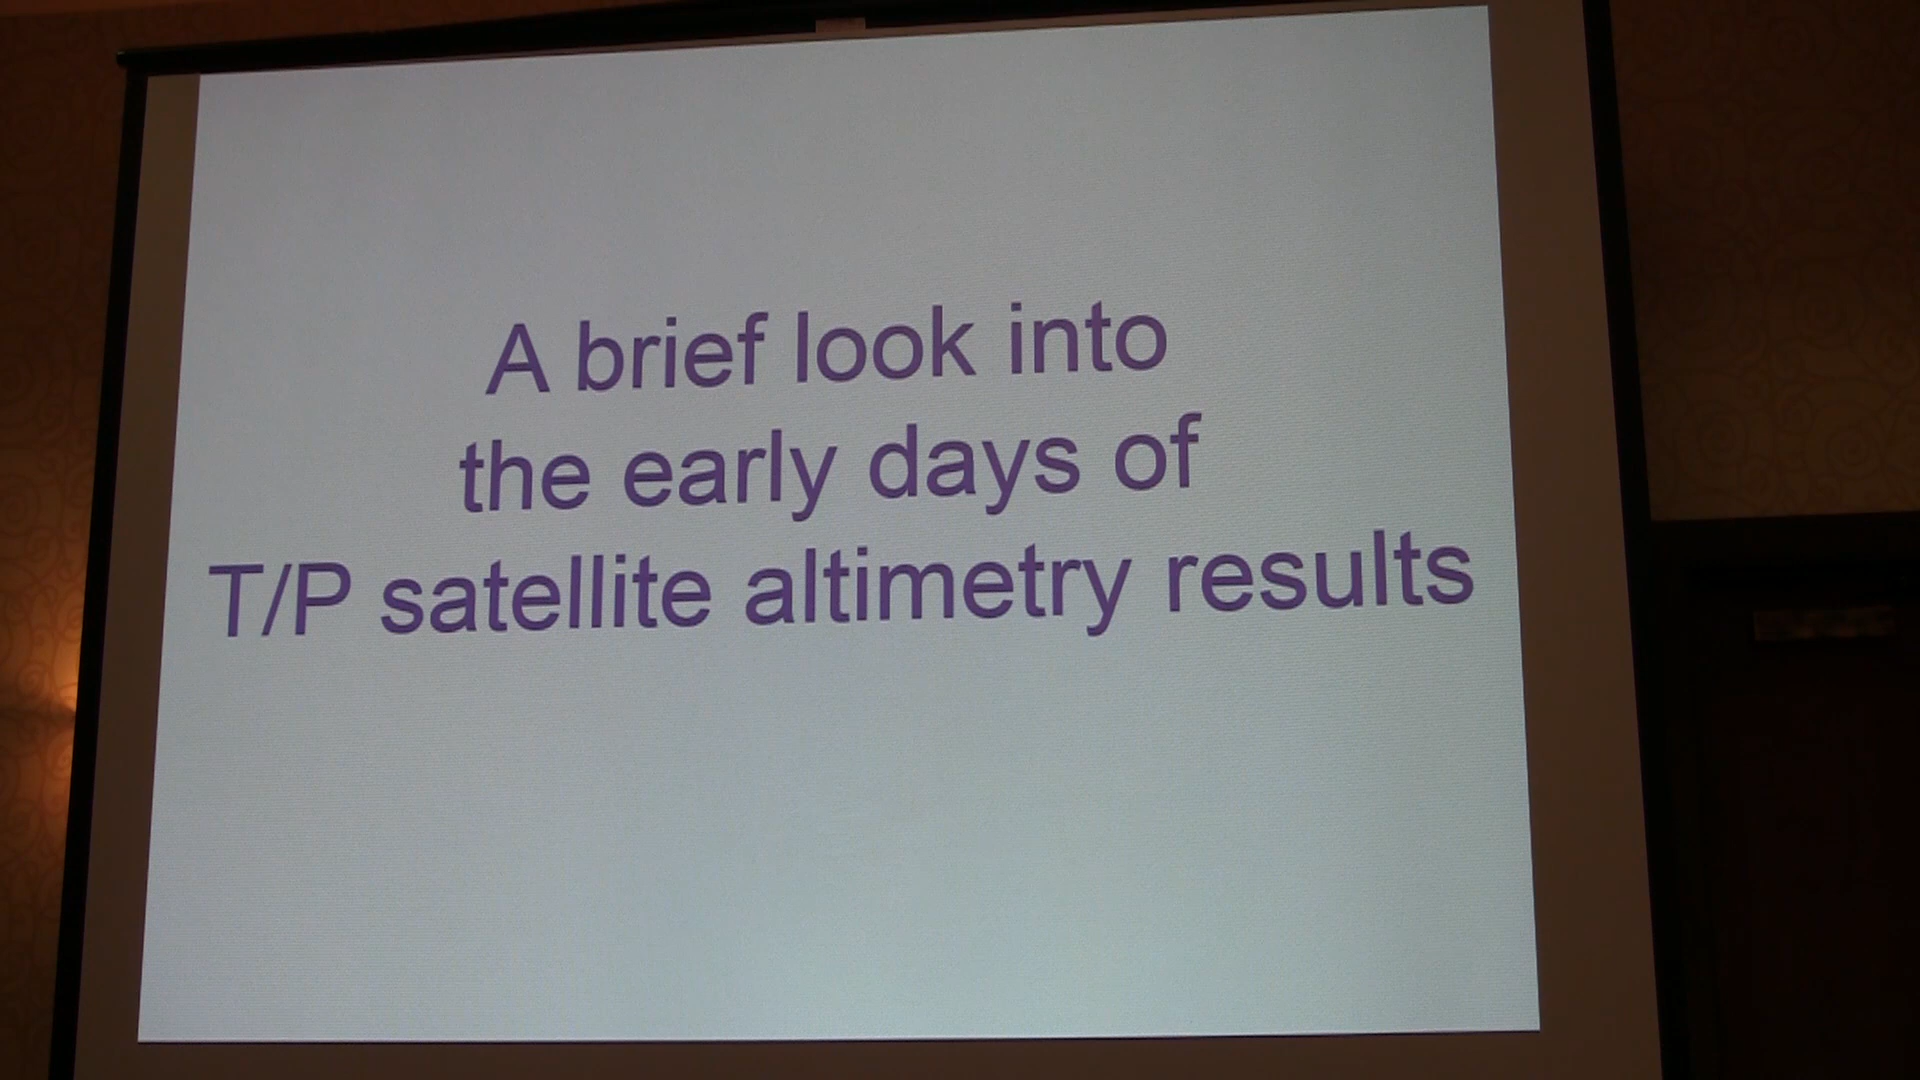 A brief look into
the early days of
T/P satellite altimetry results